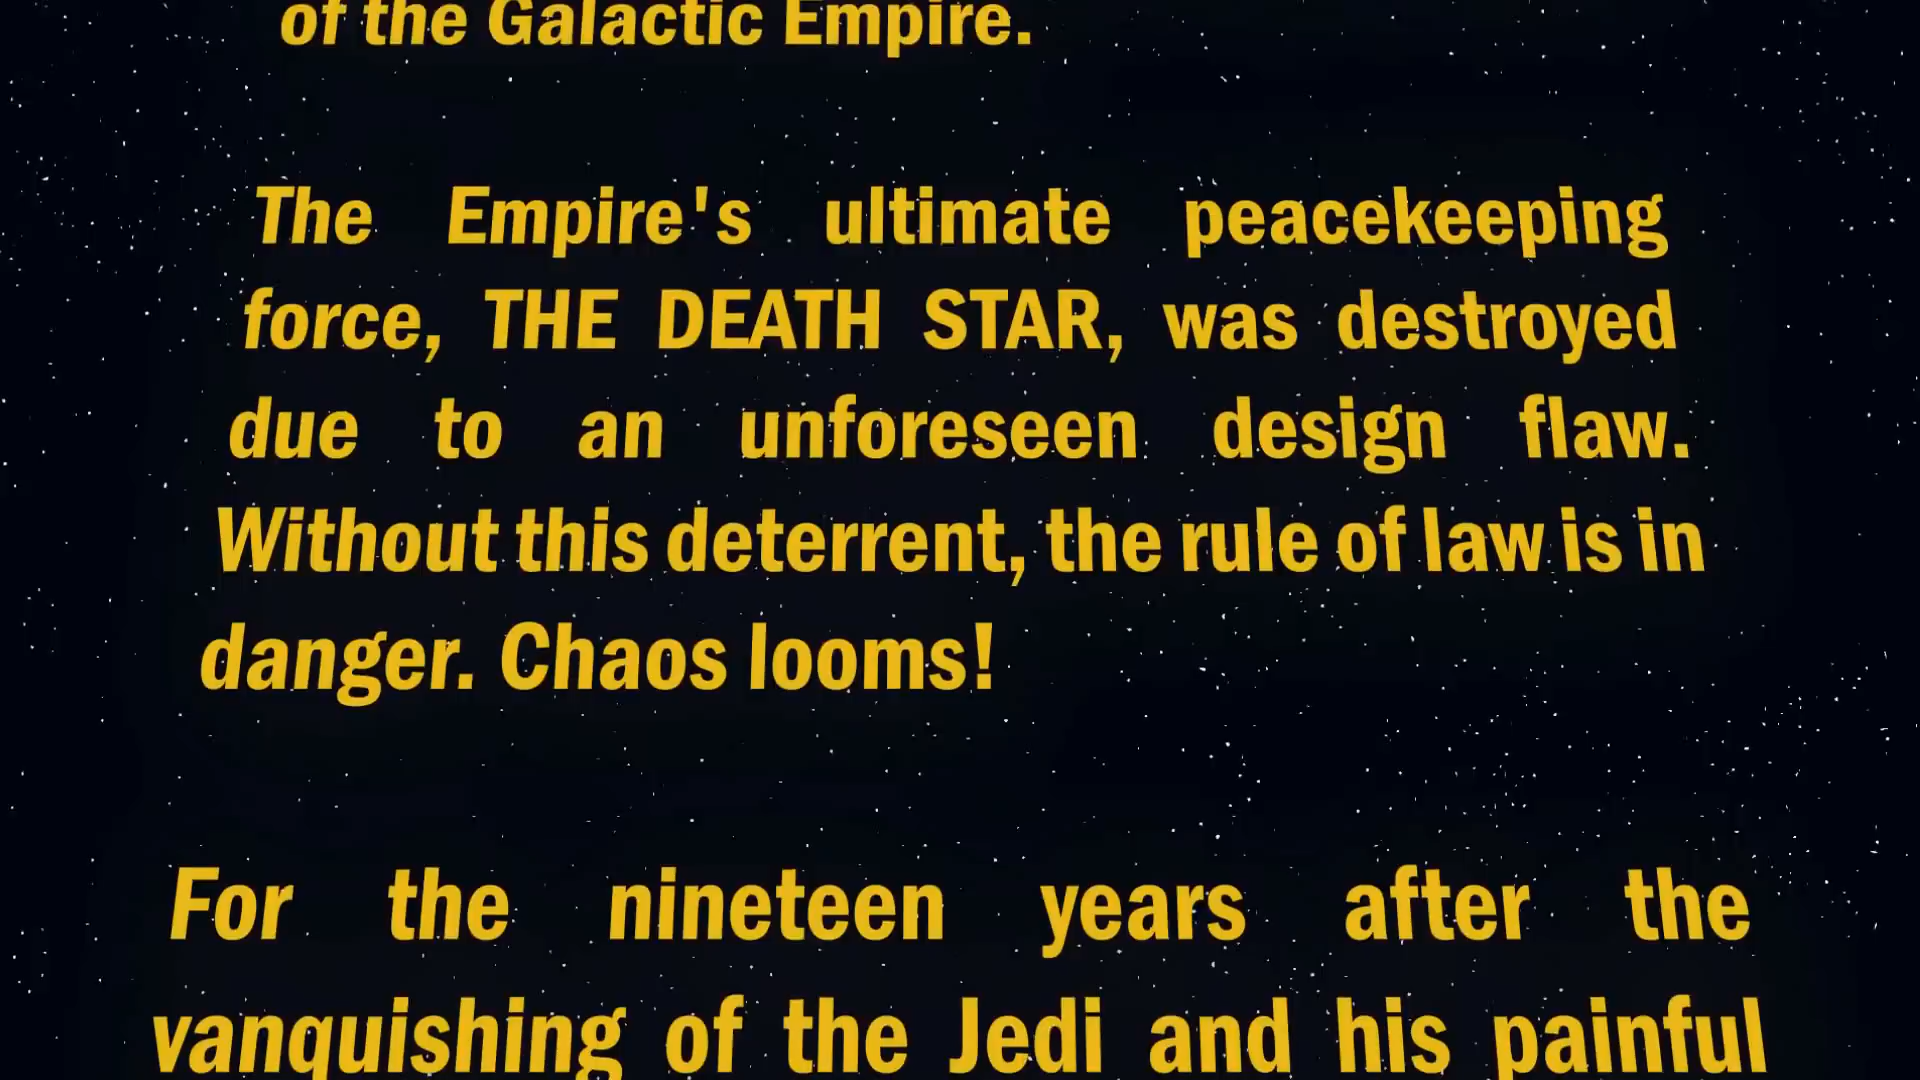 of the Galactic Empire.
The Empire's ultimate peacekeeping
force, THE DEATH STAR, was destroyed
due to an unforeseen design flaw.
Without this deterrent, the rule of law is in
danger. Chaos looms!
For the nineteen years after the
vanquishing of the Jedi and his painful